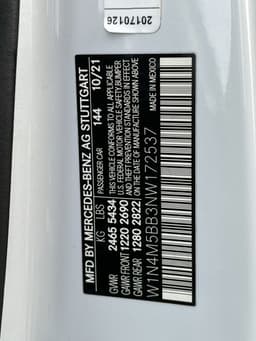 20170126
MFD BY MERCEDES-BENZ AG STUTTGART
144 10/21
PASSENGER CAR
KG LBS
GVWR 2465 5434
GAWR FRONT 1220 2690
GAWR REAR 1280 2822
THIS VEHICLE CONFORMS TO ALL APPLICABLE
U.S. FEDERAL MOTOR VEHICLE SAFETY, BUMPER
AND THEFT PREVENTION STANDARDS IN EFFECT
ON THE DATE OF MANUFACTURE SHOWN ABOVE
W1N4M5BB3NW172537
MADE IN MEXICO